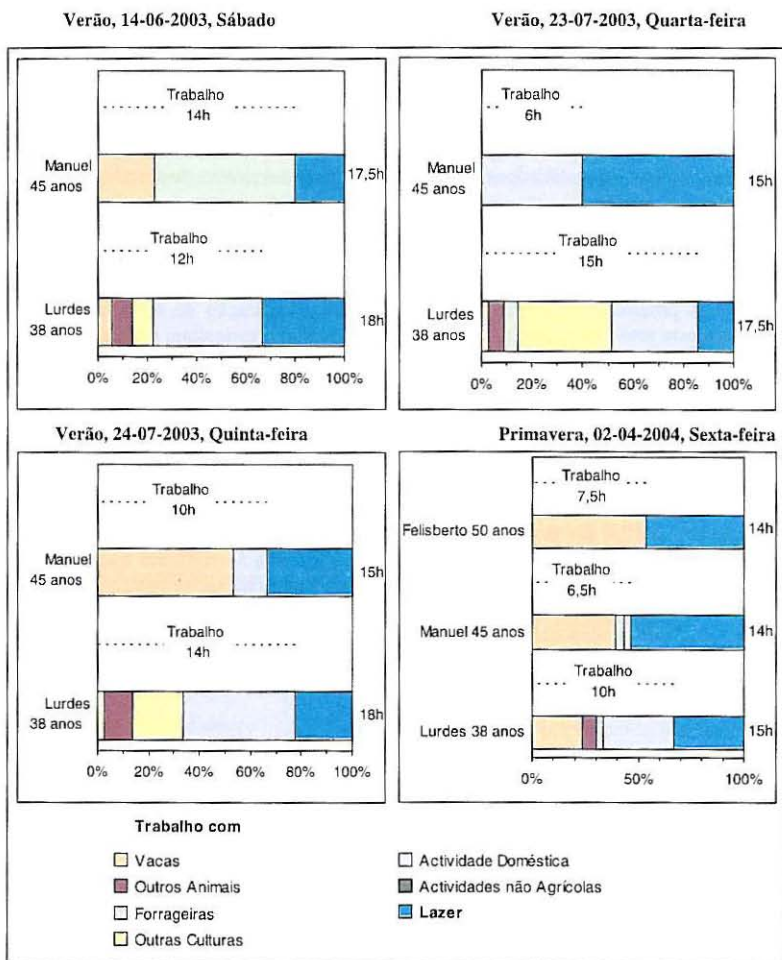 Verão, 14-06-2003, Sábado
Trabalho
14h
Manuel
45 anos
17,5h
Trabalho
12h
Lurdes
38 anos
18h
0% 20% 40% 60% 80% 100%
Verão, 23-07-2003, Quarta-feira
Trabalho
6h
Manuel
45 anos
15h
Trabalho
15h
Lurdes
38 anos
17,5h
0% 20% 40% 60% 80% 100%
Verão, 24-07-2003, Quinta-feira
Trabalho
10h
Manuel
45 anos
15h
Trabalho
14h
Lurdes
38 anos
18h
0% 20% 40% 60% 80% 100%
Primavera, 02-04-2004, Sexta-feira
Trabalho
7,5h
Felisberto 50 anos
14h
Trabalho
6,5h
Manuel 45 anos
14h
Trabalho
10h
Lurdes 38 anos
15h
0% 50% 100%
Trabalho com
Vacas
Outros Animais
Forrageiras
Outras Culturas
Actividade Doméstica
Actividades não Agrícolas
Lazer